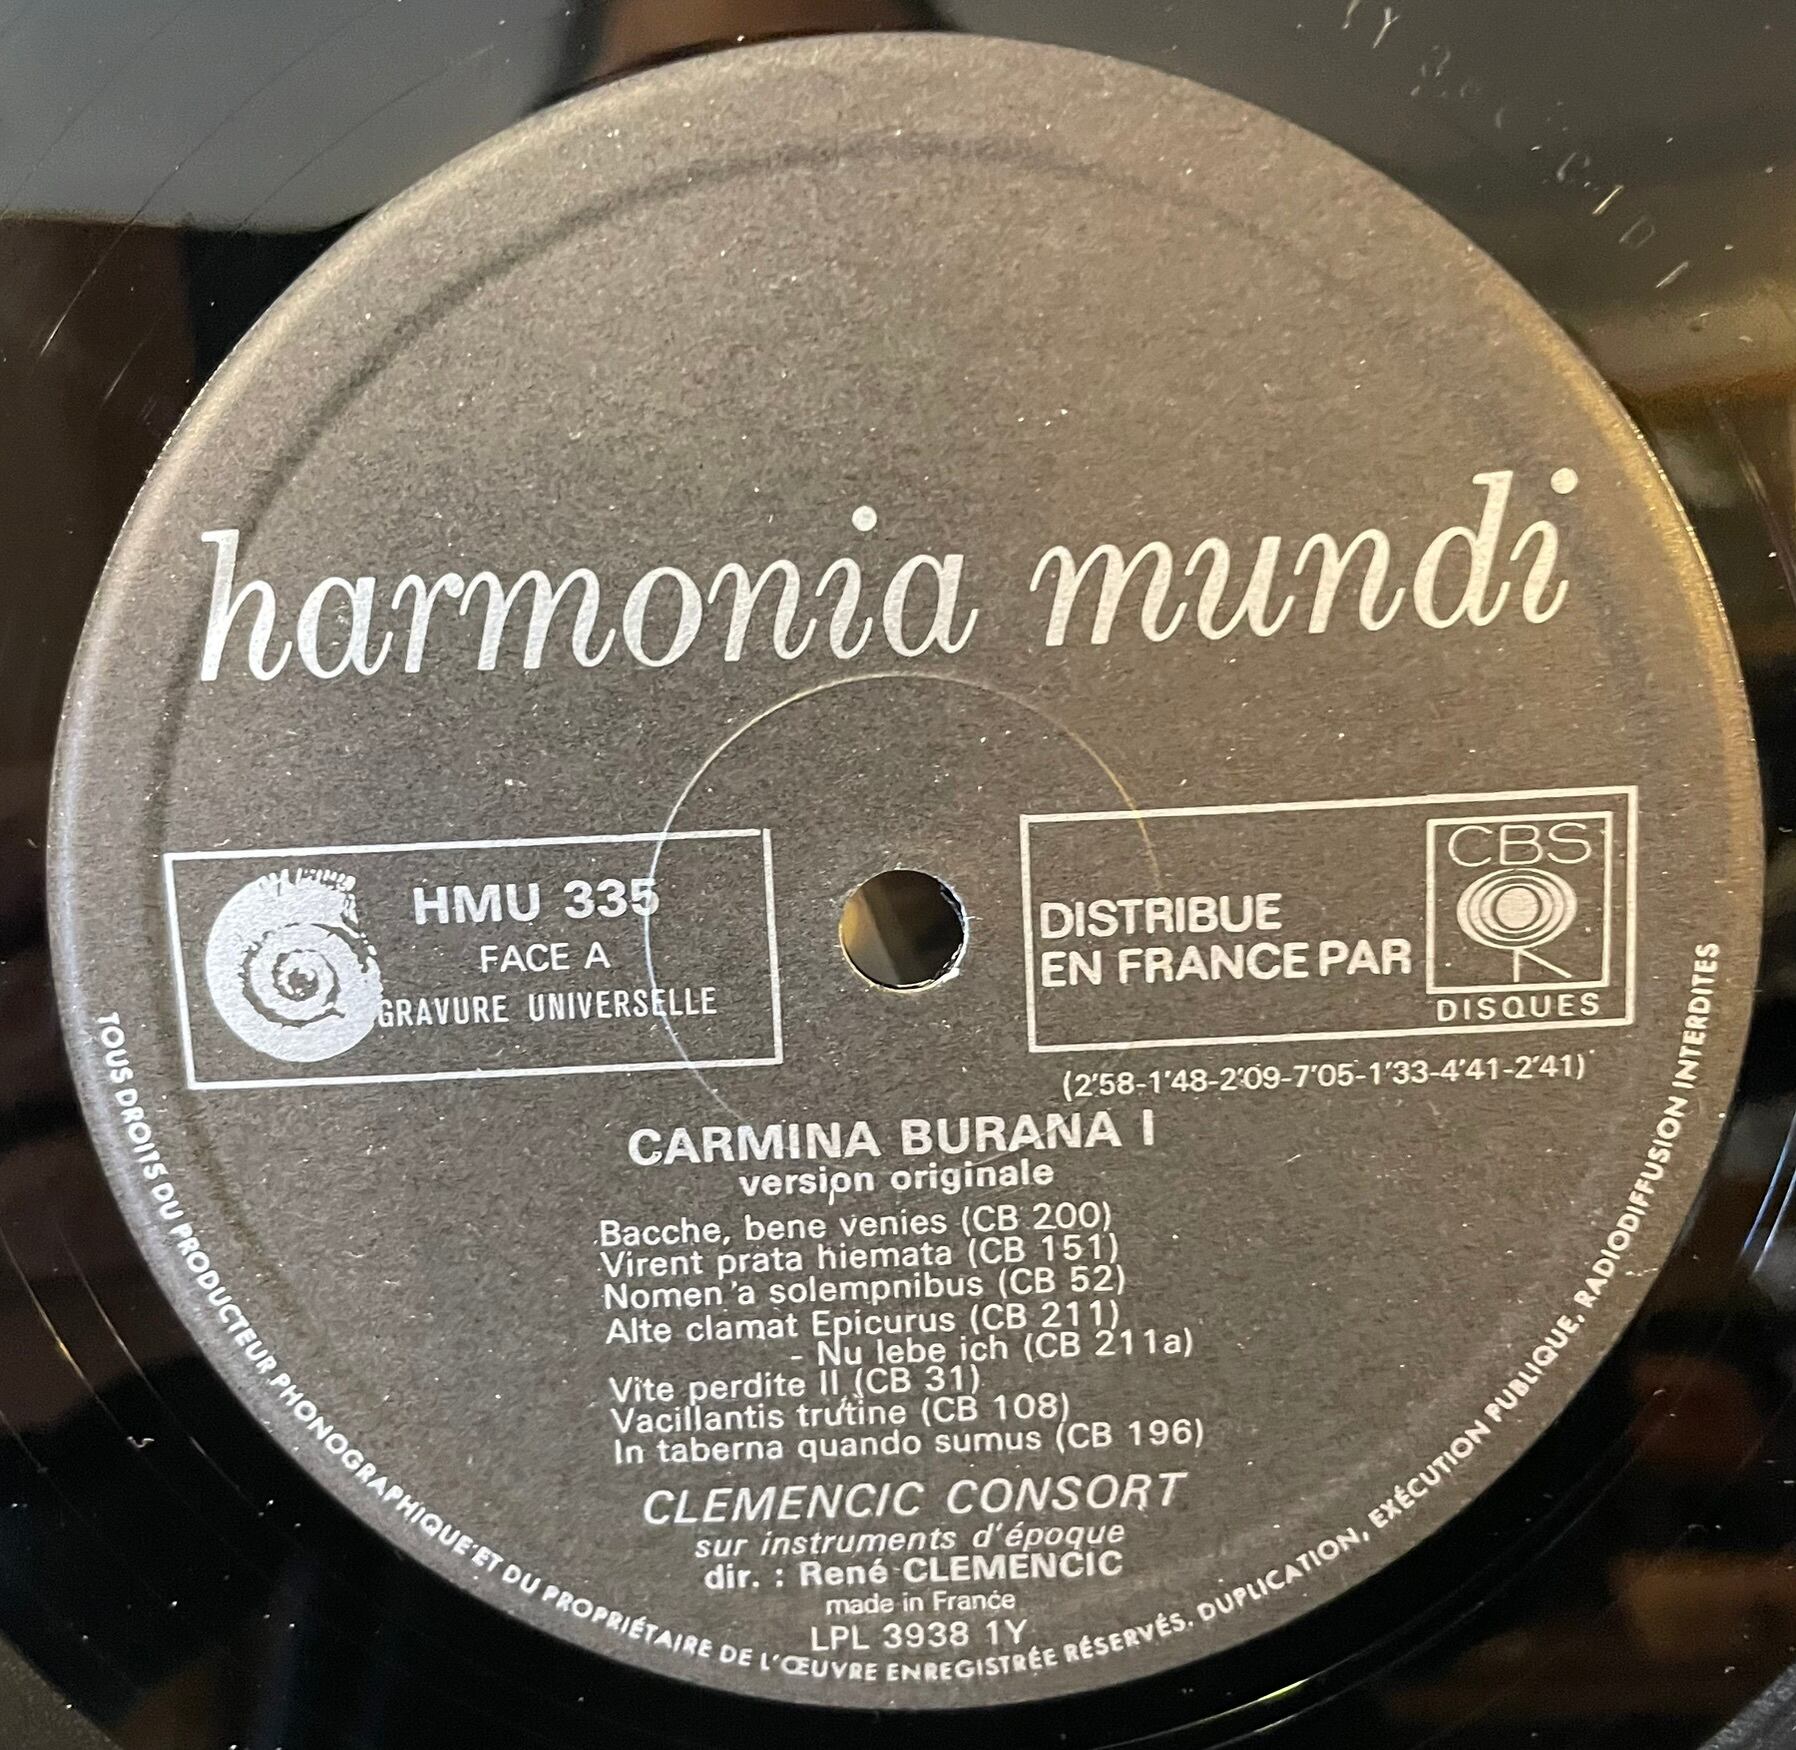 harmonia mundi
HMU 335
FACE A
GRAVURE UNIVERSELLE
DISTRIBUE
EN FRANCE PAR
CBS
DISQUES
(2'58-1'48-2'09-7'05-1'33-4'41-2'41)
CARMINA BURANA I
version originale
Bacche, bene venies (CB 200)
Virent prata hiemata (CB 151)
Nomen a solempnibus (CB 52)
Alte clamat Epicurus (CB 211)
- Nu lebe ich (CB 211a)
Vite perdite II (CB 31)
Vacillantis trutine (CB 108)
In taberna quando sumus (CB 196)
CLEMENCIC CONSORT
sur instruments d'époque
dir. : René CLEMENCIC
made in France
LPL 3938 1Y
TOUS DROITS DU PRODUCTEUR PHONOGRAPHIQUE ET DU PROPRIÉTAIRE DE L'ŒUVRE ENREGISTRÉE RÉSERVÉS. DUPLICATION, EXÉCUTION PUBLIQUE, RADIODIFFUSION INTERDITES